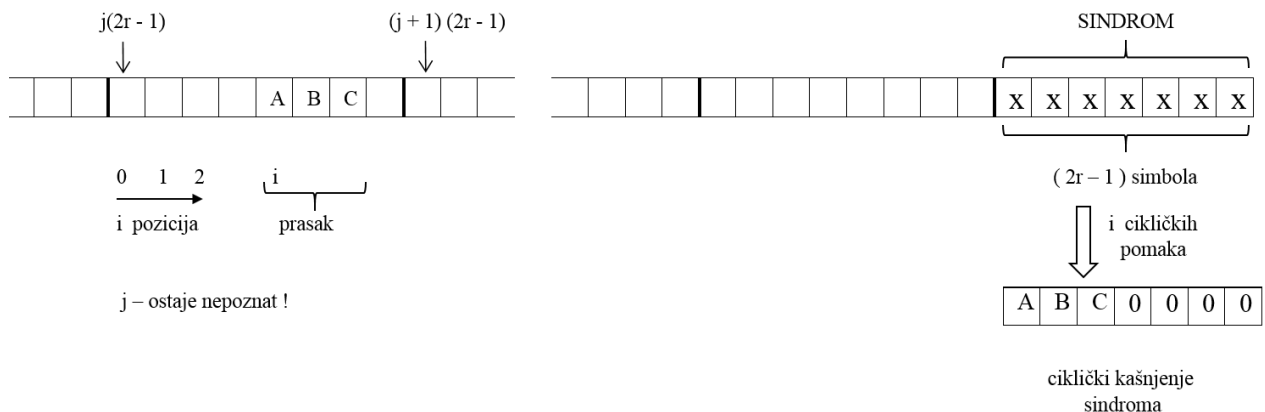 j(2r - 1)
(j + 1) (2r - 1)
A B C
0 1 2
i pozicija
i
prasak
j – ostaje nepoznat !
SINDROM
x x x x x x x
( 2r – 1 ) simbola
i cikličkih
pomaka
A B C 0 0 0 0
ciklički kašnjenje
sindroma